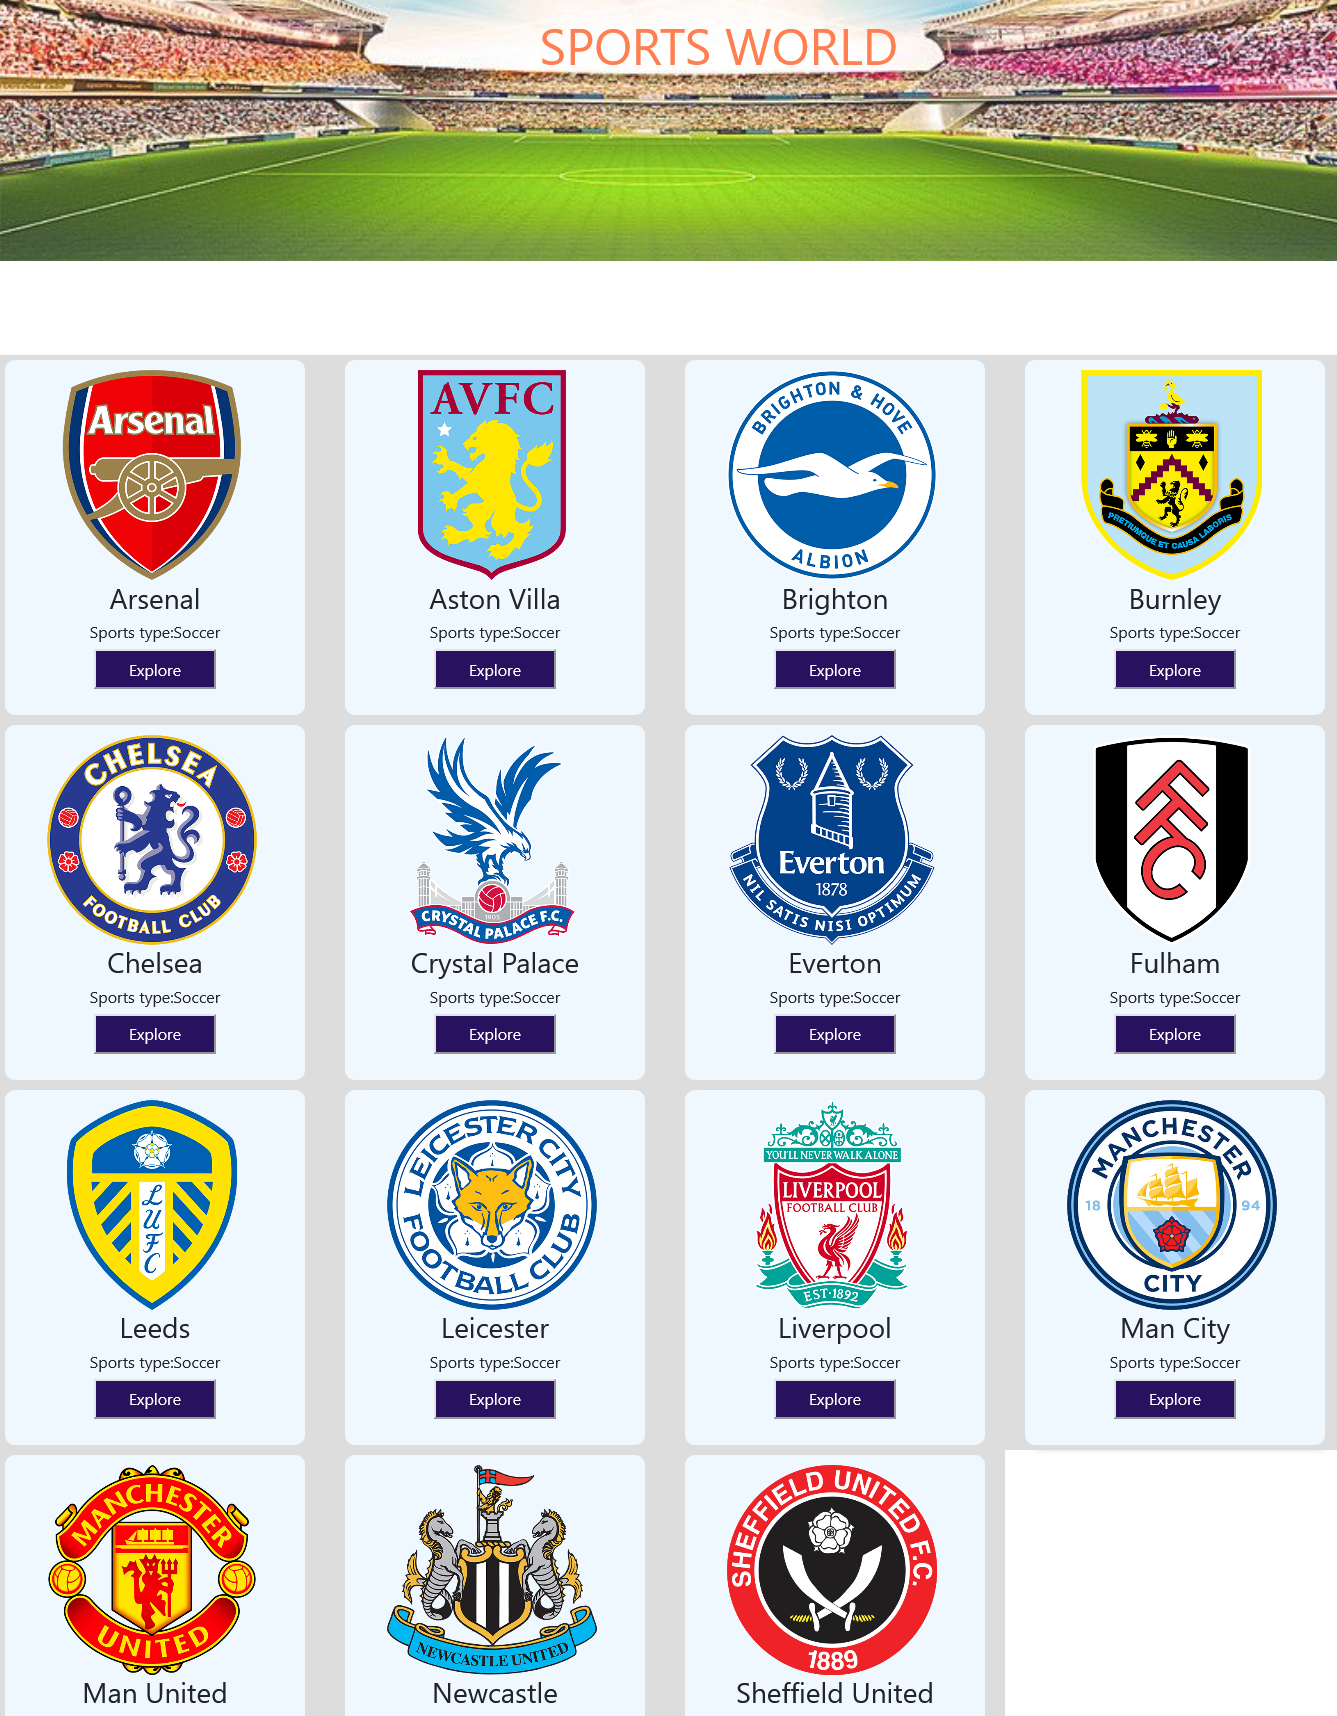 SPORTS WORLD
Arsenal
AVFC
BRIGHTON & HOVE
ALBION
PRETIUMQUE ET CAUSA LABORIS
Arsenal
Aston Villa
Brighton
Burnley
Sports type:Soccer
Sports type:Soccer
Sports type:Soccer
Sports type:Soccer
Explore
Explore
Explore
Explore
CHELSEA
FOOTBALL CLUB
1905
CRYSTAL PALACE F.C.
Everton
1878
NIL SATIS NISI OPTIMUM
FFC
Chelsea
Crystal Palace
Everton
Fulham
Sports type:Soccer
Sports type:Soccer
Sports type:Soccer
Sports type:Soccer
Explore
Explore
Explore
Explore
LUFC
LEICESTER CITY
FOOTBALL CLUB
YOU'LL NEVER WALK ALONE
LIVERPOOL
FOOTBALL CLUB
EST·1892
MANCHESTER
18 94
CITY
Leeds
Leicester
Liverpool
Man City
Sports type:Soccer
Sports type:Soccer
Sports type:Soccer
Sports type:Soccer
Explore
Explore
Explore
Explore
MANCHESTER
UNITED
NEWCASTLE UNITED
SHEFFIELD UNITED F.C.
1889
Man United
Newcastle
Sheffield United